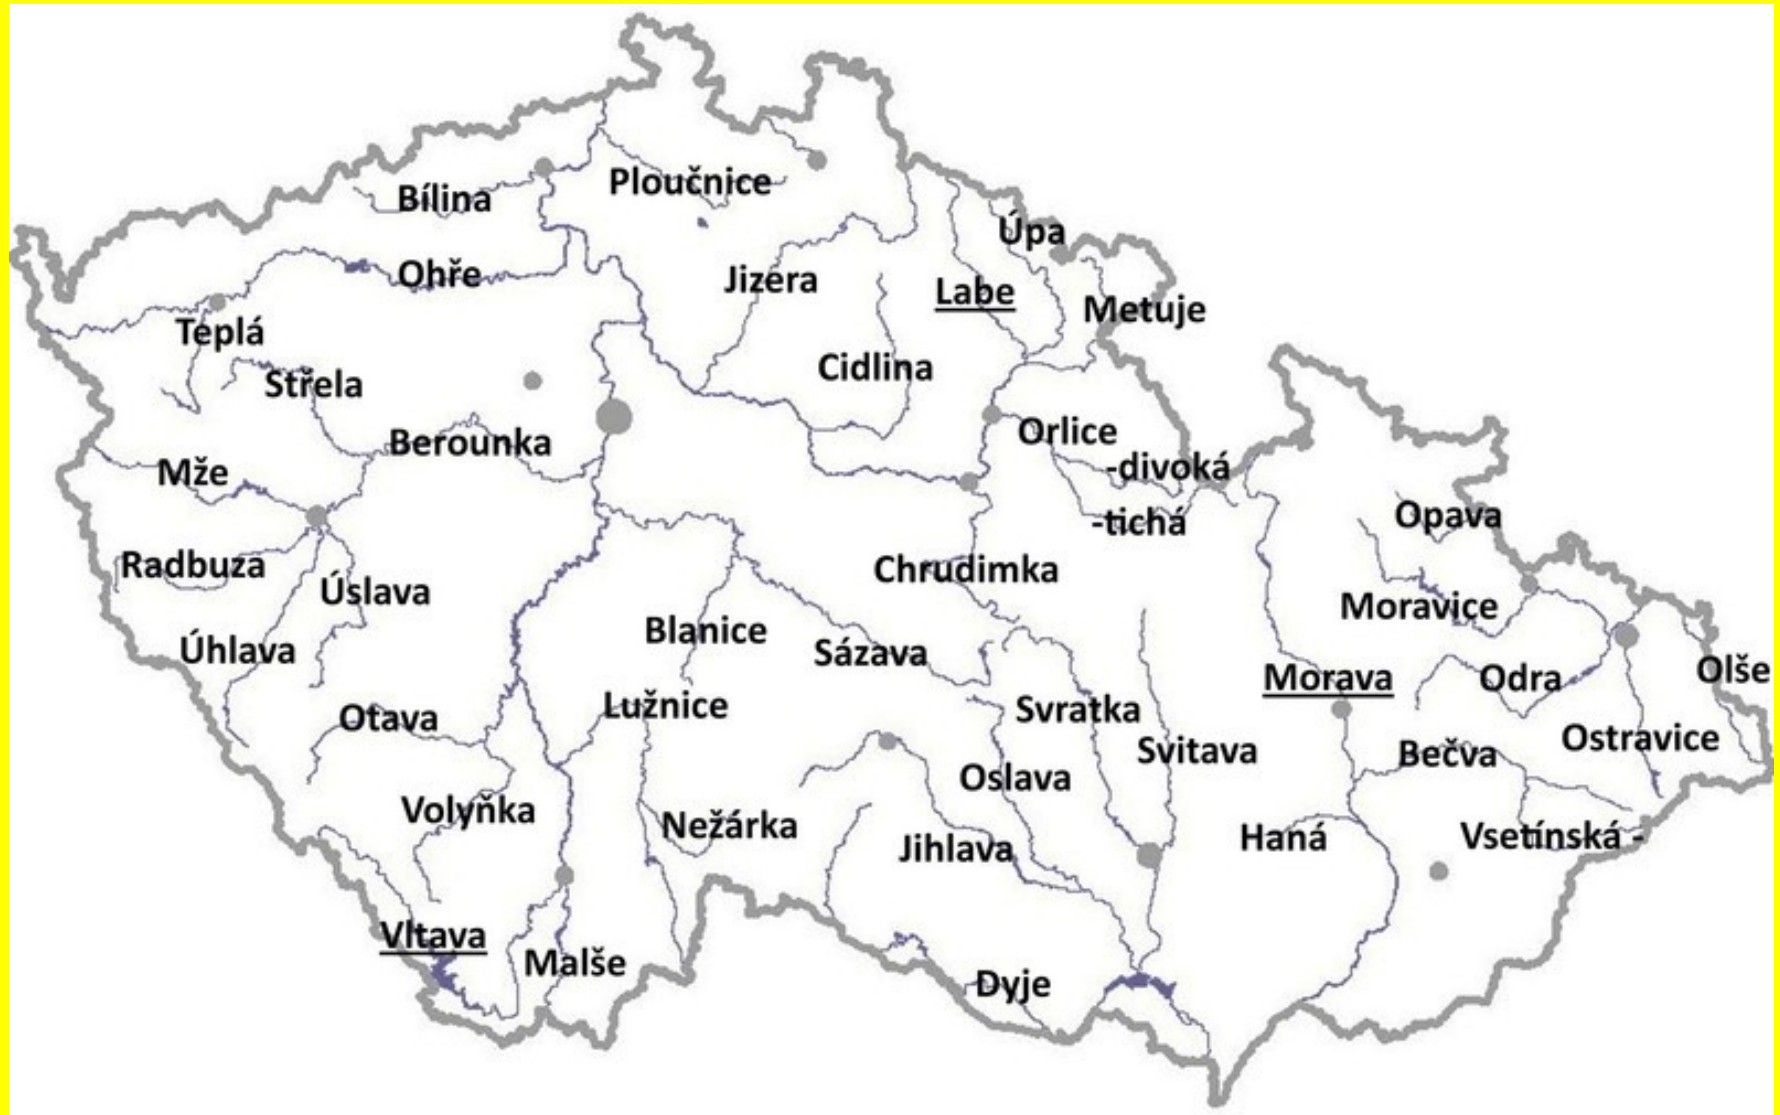 Bílina
Ploučnice
Úpa
Ohře
Jizera
Labe
Metuje
Teplá
Střela
Cidlina
Berounka
Orlice
Mže
-divoká
-tichá
Opava
Radbuza
Úslava
Chrudimka
Moravice
Úhlava
Blanice
Sázava
Morava
Odra
Olše
Otava
Lužnice
Svratka
Svitava
Bečva
Ostravice
Oslava
Volyňka
Nežárka
Jihlava
Haná
Vsetínská -
Vltava
Malše
Dyje